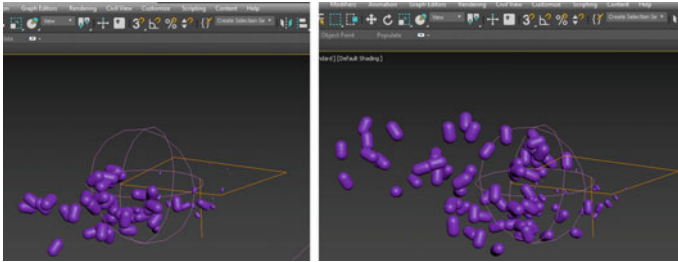 Graph Editors Rendering Civil View Customize Scripting Content Help
View
Create Selection Se
Modifiers Animation Graph Editors Rendering Civil View Customize Scripting Content Help
View
Create Selection Se
Object Paint Populate
[Default Shading]